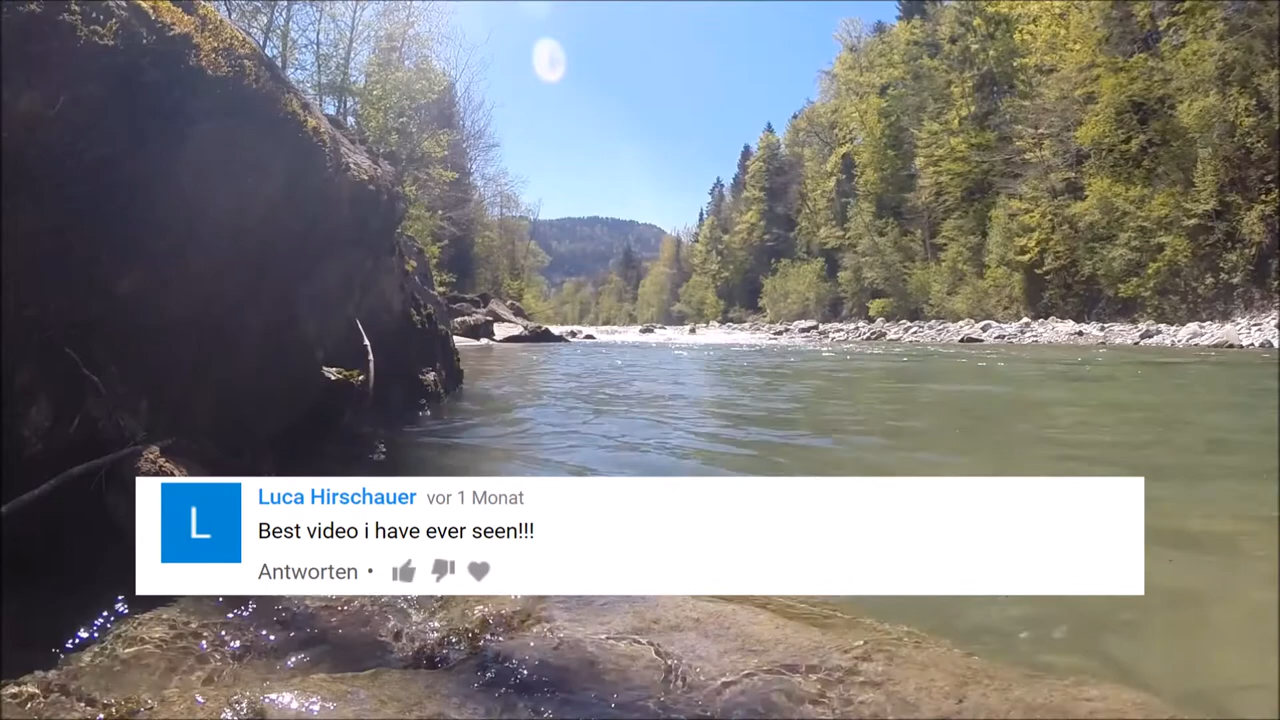 L
Luca Hirschauer vor 1 Monat
Best video i have ever seen!!!
Antworten •